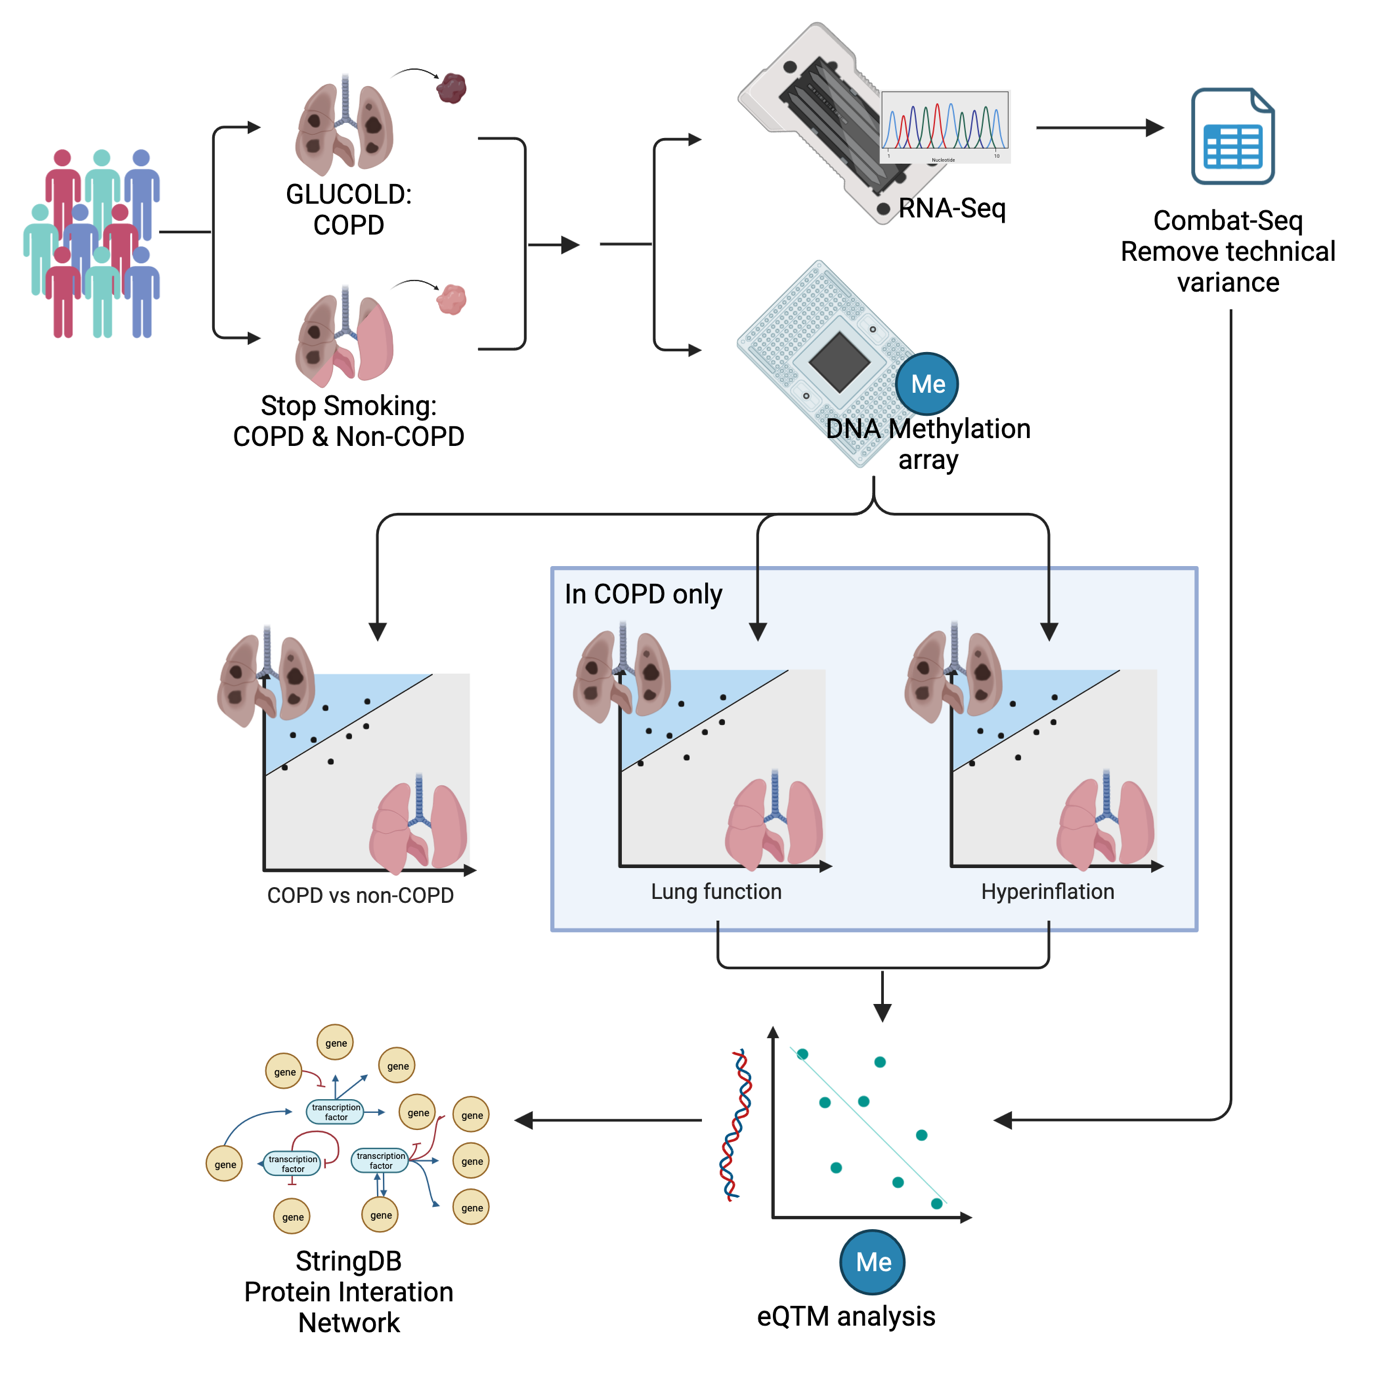 GLUCOLD:
COPD
Stop Smoking:
COPD & Non-COPD
1
Nucleotide
10
RNA-Seq
Combat-Seq
Remove technical
variance
Me
DNA Methylation
array
In COPD only
COPD vs non-COPD
Lung function
Hyperinflation
gene
gene
gene
transcription
factor
gene
gene
gene
transcription
factor
transcription
factor
gene
gene
gene
gene
StringDB
Protein Interation
Network
Me
eQTM analysis